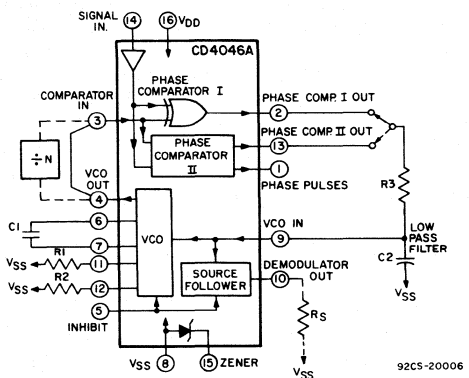 SIGNAL IN.
14
16 VDD
CD4046A
PHASE COMPARATOR I
COMPARATOR IN
3
PHASE COMP. I OUT
2
PHASE COMP. II OUT
13
PHASE COMPARATOR II
1
PHASE PULSES
÷ N
VCO OUT
4
R3
6
C1
VCO
VCO IN
9
LOW PASS FILTER
7
R1
VSS
11
R2
VSS
12
SOURCE FOLLOWER
DEMODULATOR OUT
10
C2
VSS
5
INHIBIT
RS
VSS
8
15 ZENER
VSS
92CS-20006